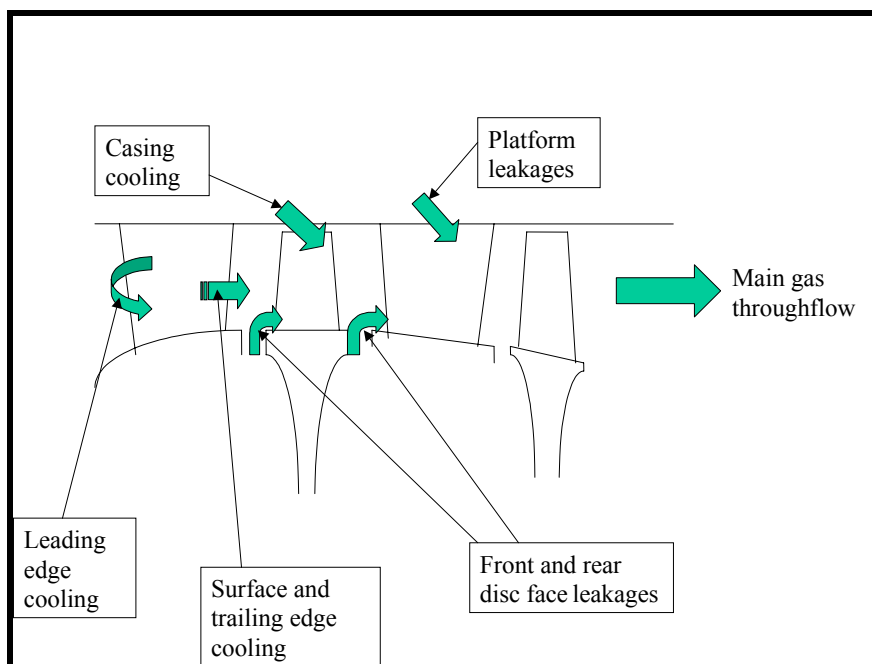 Casing
cooling
Platform
leakages
Main gas
throughflow
Leading
edge
cooling
Surface and
trailing edge
cooling
Front and rear
disc face leakages